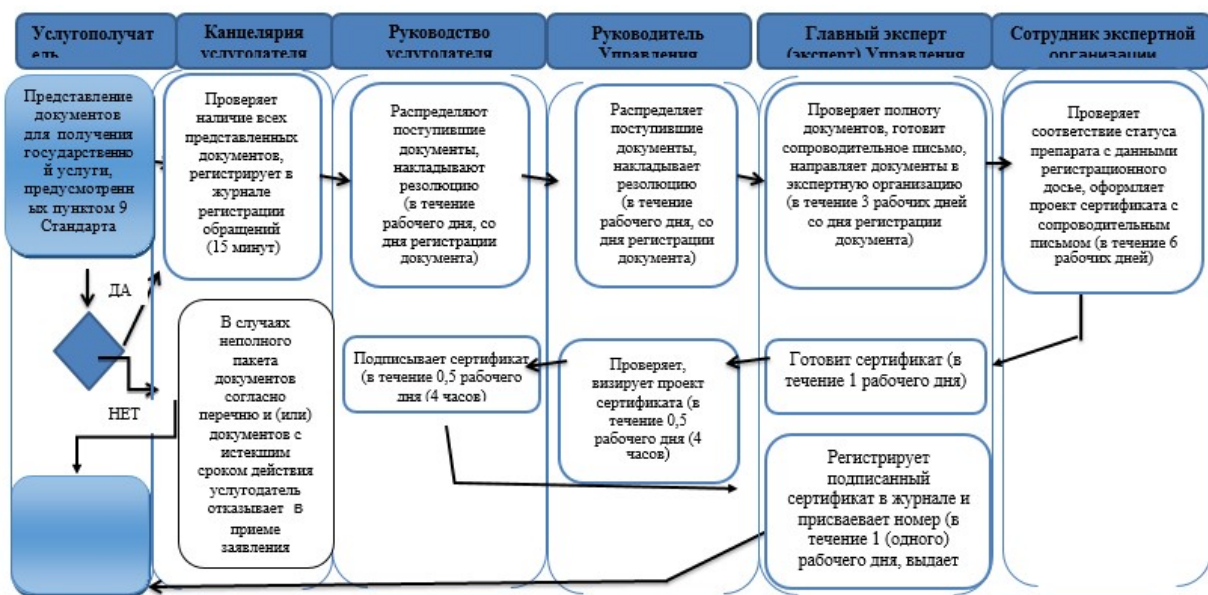 Услугополучат
ель
Канцелярия
услугодателя
Руководство
услугодателя
Руководитель
Управления
Главный эксперт
(эксперт) Управления
Сотрудник экспертной
организации
Представление
документов
для получения
государственно
й услуги,
предусмотренн
ых пунктом 9
Стандарта
Проверяет
наличие всех
представленных
документов,
регистрирует в
журнале
регистрации
обращений
(15 минут)
Распределяют
поступившие
документы,
накладывают
резолюцию
(в течение
рабочего дня, со
дня регистрации
документа)
Распределяет
поступившие
документы,
накладывает
резолюцию
(в течение
рабочего дня, со
дня регистрации
документа)
Проверяет полноту
документов, готовит
сопроводительное письмо,
направляет документы в
экспертную организацию
(в течение 3 рабочих дней
со дня регистрации
документа)
Проверяет
соответствие статуса
препарата с данными
регистрационного
досье, оформляет
проект сертификата с
сопроводительным
письмом (в течение 6
рабочих дней)
ДА
НЕТ
В случаях
неполного
пакета
документов
согласно
перечню и (или)
документов с
истекшим
сроком действия
услугодатель
отказывает в
приеме
заявления
Подписывает сертификат
(в течение 0,5 рабочего
дня (4 часов)
Проверяет,
визирует проект
сертификата (в
течение 0,5
рабочего дня (4
часов)
Готовит сертификат (в
течение 1 рабочего дня)
Регистрирует
подписанный
сертификат в журнале и
присваевает номер (в
течение 1 (одного)
рабочего дня, выдает